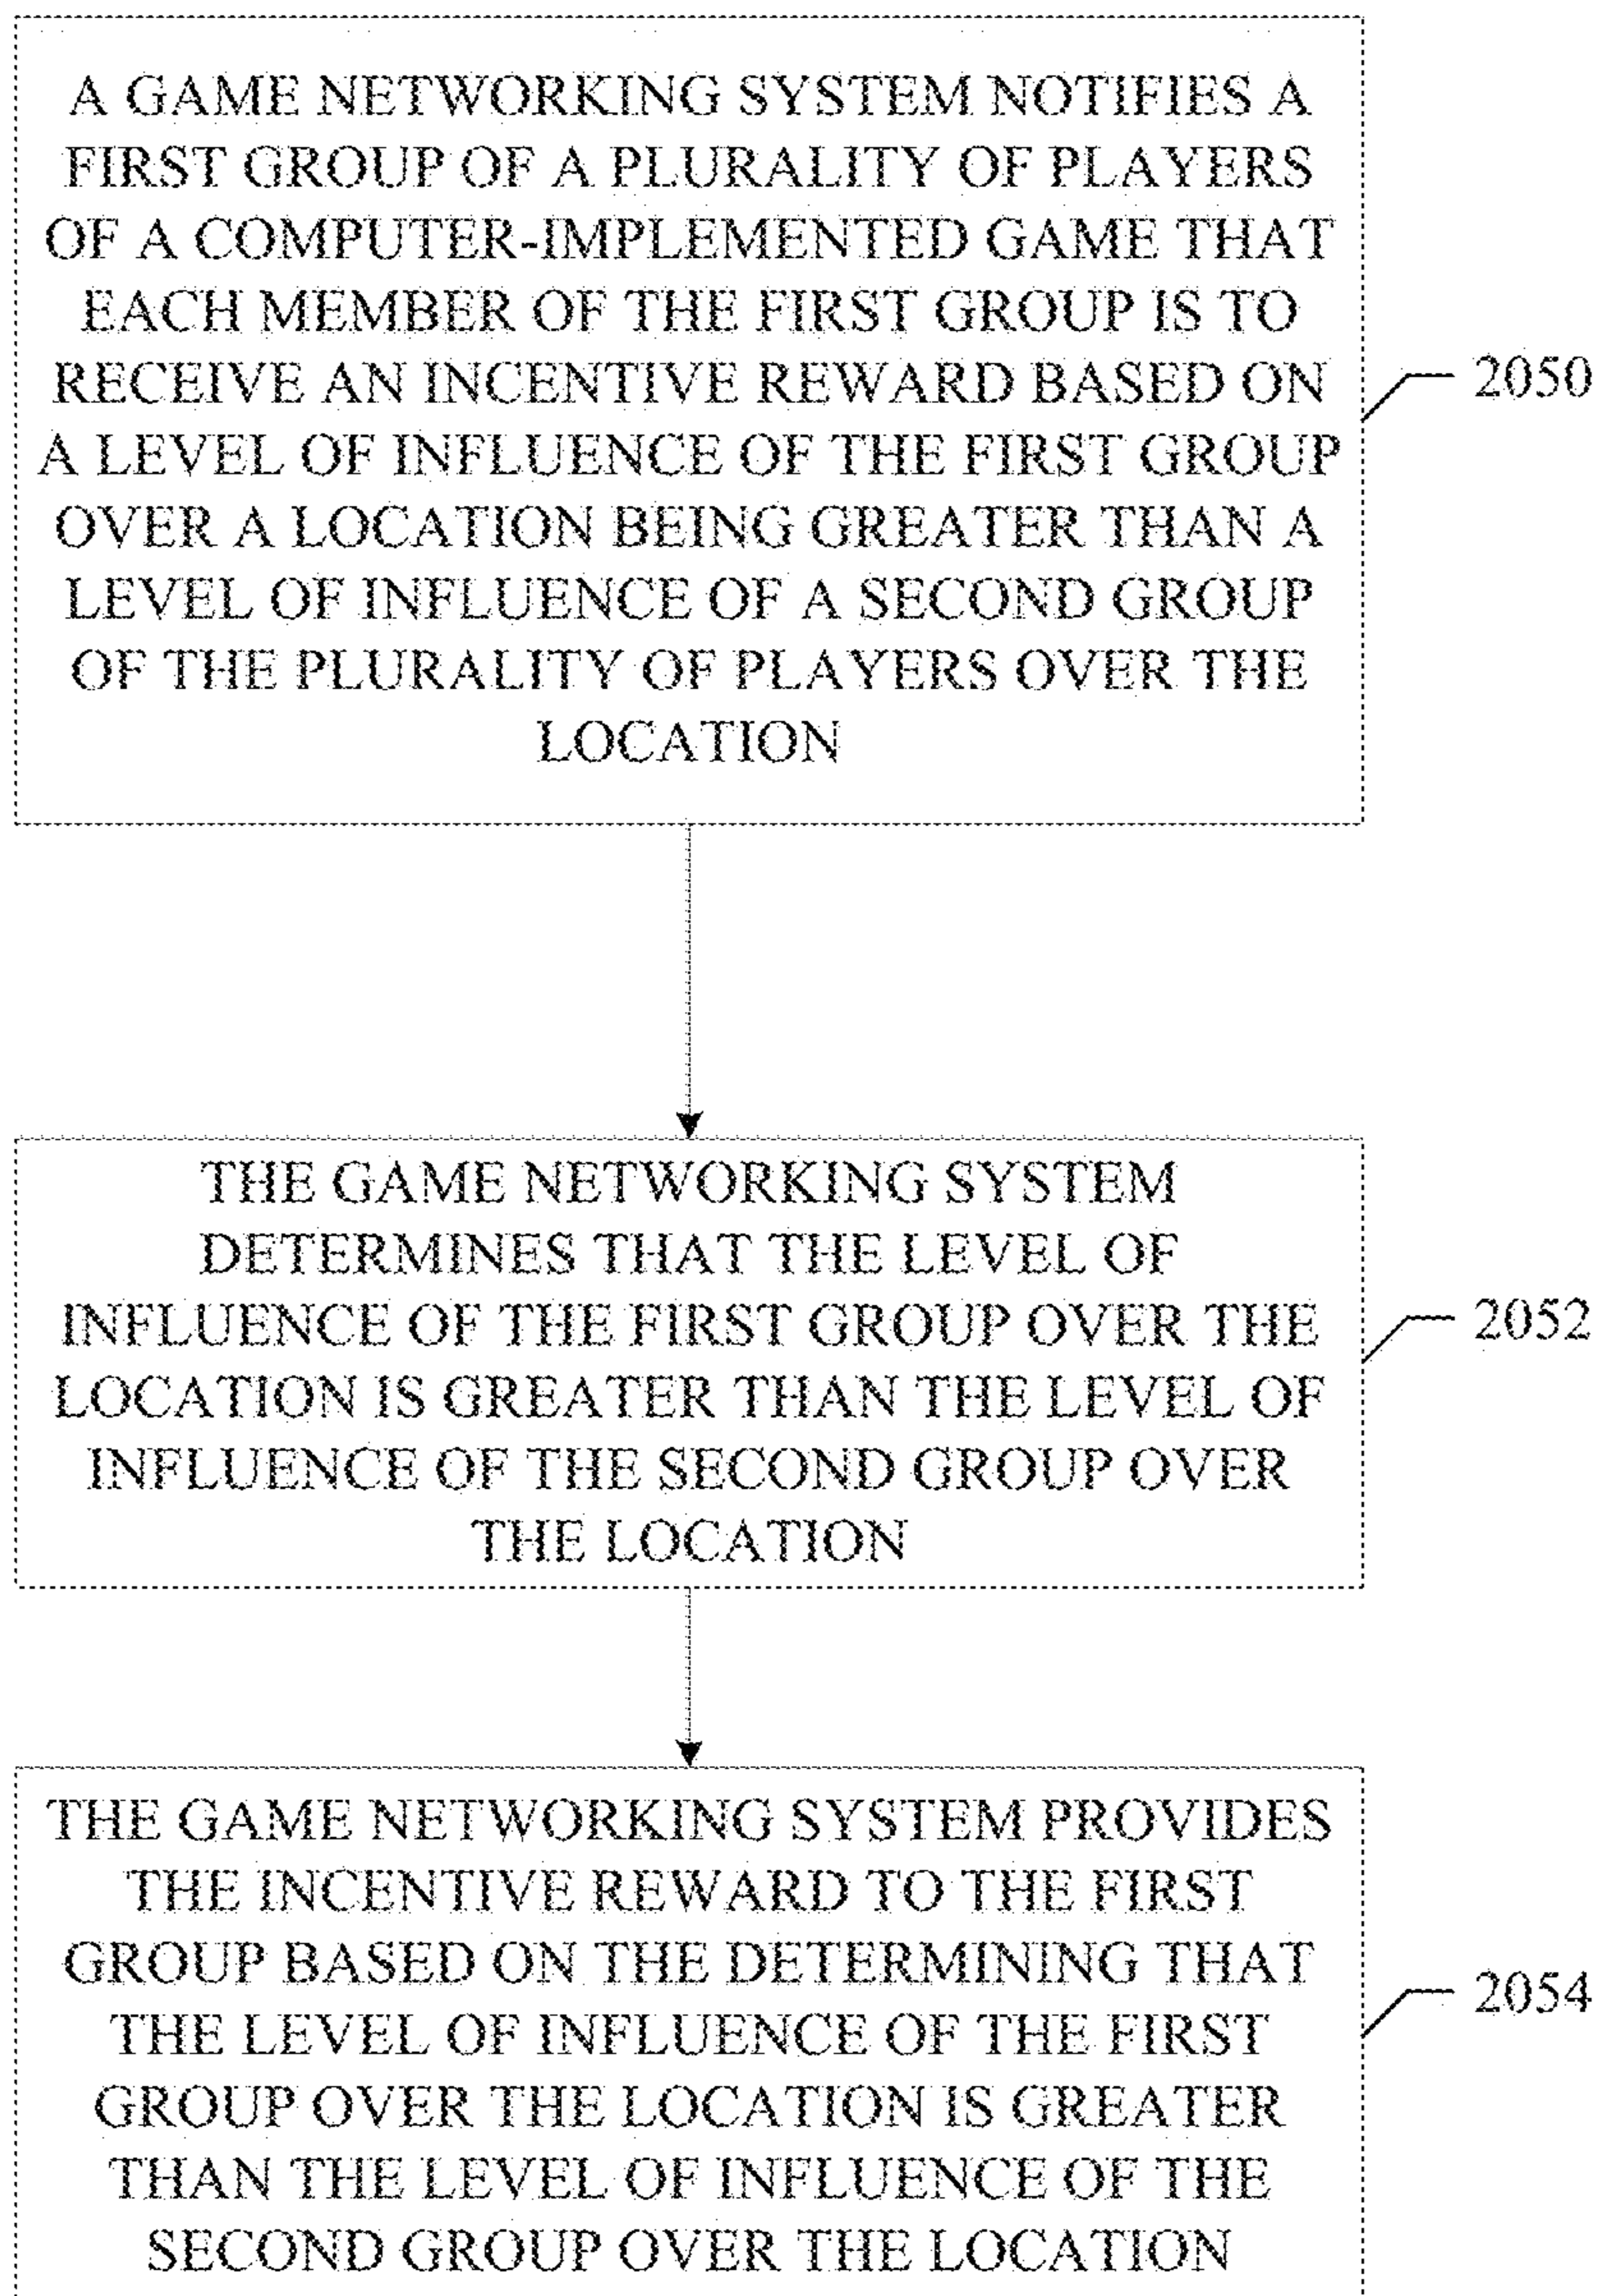 A GAME NETWORKING SYSTEM NOTIFIES A
FIRST GROUP OF A PLURALITY OF PLAYERS
OF A COMPUTER-IMPLEMENTED GAME THAT
EACH MEMBER OF THE FIRST GROUP IS TO
RECEIVE AN INCENTIVE REWARD BASED ON
A LEVEL OF INFLUENCE OF THE FIRST GROUP
OVER A LOCATION BEING GREATER THAN A
LEVEL OF INFLUENCE OF A SECOND GROUP
OF THE PLURALITY OF PLAYERS OVER THE
LOCATION
2050
THE GAME NETWORKING SYSTEM
DETERMINES THAT THE LEVEL OF
INFLUENCE OF THE FIRST GROUP OVER THE
LOCATION IS GREATER THAN THE LEVEL OF
INFLUENCE OF THE SECOND GROUP OVER
THE LOCATION
2052
THE GAME NETWORKING SYSTEM PROVIDES
THE INCENTIVE REWARD TO THE FIRST
GROUP BASED ON THE DETERMINING THAT
THE LEVEL OF INFLUENCE OF THE FIRST
GROUP OVER THE LOCATION IS GREATER
THAN THE LEVEL OF INFLUENCE OF THE
SECOND GROUP OVER THE LOCATION
2054